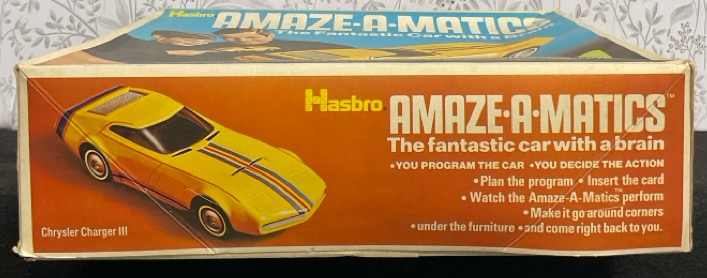 Hasbro AMAZE-A-MATICS
The Fantastic Car with a
Hasbro AMAZE-A-MATICS™
The fantastic car with a brain
•YOU PROGRAM THE CAR •YOU DECIDE THE ACTION
•Plan the program •Insert the card
•Watch the Amaze-A-Matics™ perform
•Make it go around corners
•under the furniture •and come right back to you.
Chrysler Charger III